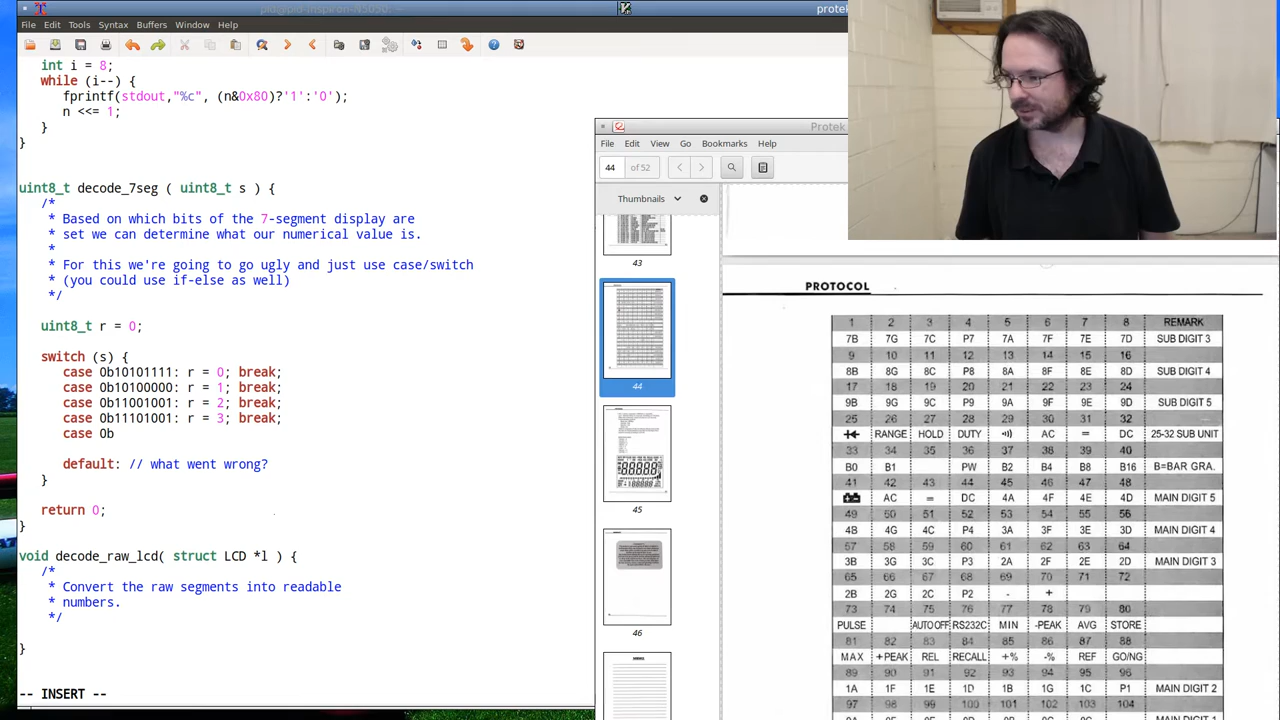 File Edit Tools Syntax Buffers Window Help
protek
int i = 8;
while (i--) {
fprintf(stdout,"%c", (n&0x80)?'1':'0');
n <<= 1;
}
}
uint8_t decode_7seg ( uint8_t s ) {
/*
* Based on which bits of the 7-segment display are
* set we can determine what our numerical value is.
*
* For this we're going to go ugly and just use case/switch
* (you could use if-else as well)
*/
uint8_t r = 0;
switch (s) {
case 0b10101111: r = 0; break;
case 0b10100000: r = 1; break;
case 0b11001001: r = 2; break;
case 0b11101001: r = 3; break;
case 0b
default: // what went wrong?
}
return 0;
}
void decode_raw_lcd( struct LCD *l ) {
/*
* Convert the raw segments into readable
* numbers.
*/
}
-- INSERT --
Protek
File Edit View Go Bookmarks Help
44 of 52
Thumbnails
43
44
45
46
PROTOCOL
1 2 3 4 5 6 7 8 REMARK
7B 7G 7C P7 7A 7F 7E 7D SUB DIGIT 3
9 10 11 12 13 14 15 16
8B 8G 8C P8 8A 8F 8E 8D SUB DIGIT 4
17 18 19 20 21 22 23 24
9B 9G 9C P9 9A 9F 9E 9D SUB DIGIT 5
25 26 27 28 29 30 31 32
RANGE HOLD DUTY AC = DC 25-32 SUB UNIT
33 34 35 36 37 38 39 40
B0 B1 PW B2 B4 B8 B16 B=BAR GRA.
41 42 43 44 45 46 47 48
AC = DC 4A 4F 4E 4D MAIN DIGIT 5
49 50 51 52 53 54 55 56
4B 4G 4C P4 3A 3F 3E 3D MAIN DIGIT 4
57 58 59 60 61 62 63 64
3B 3G 3C P3 2A 2F 2E 2D MAIN DIGIT 3
65 66 67 68 69 70 71 72
2B 2G 2C P2 - +
73 74 75 76 77 78 79 80
PULSE AUTO OFF RS232C MIN -PEAK AVG STORE
81 82 83 84 85 86 87 88
MAX +PEAK REL RECALL +% -% REF GO/NG
89 90 91 92 93 94 95 96
1A 1F 1E 1D 1B 1G 1C P1 MAIN DIGIT 2
97 98 99 100 101 102 103 104